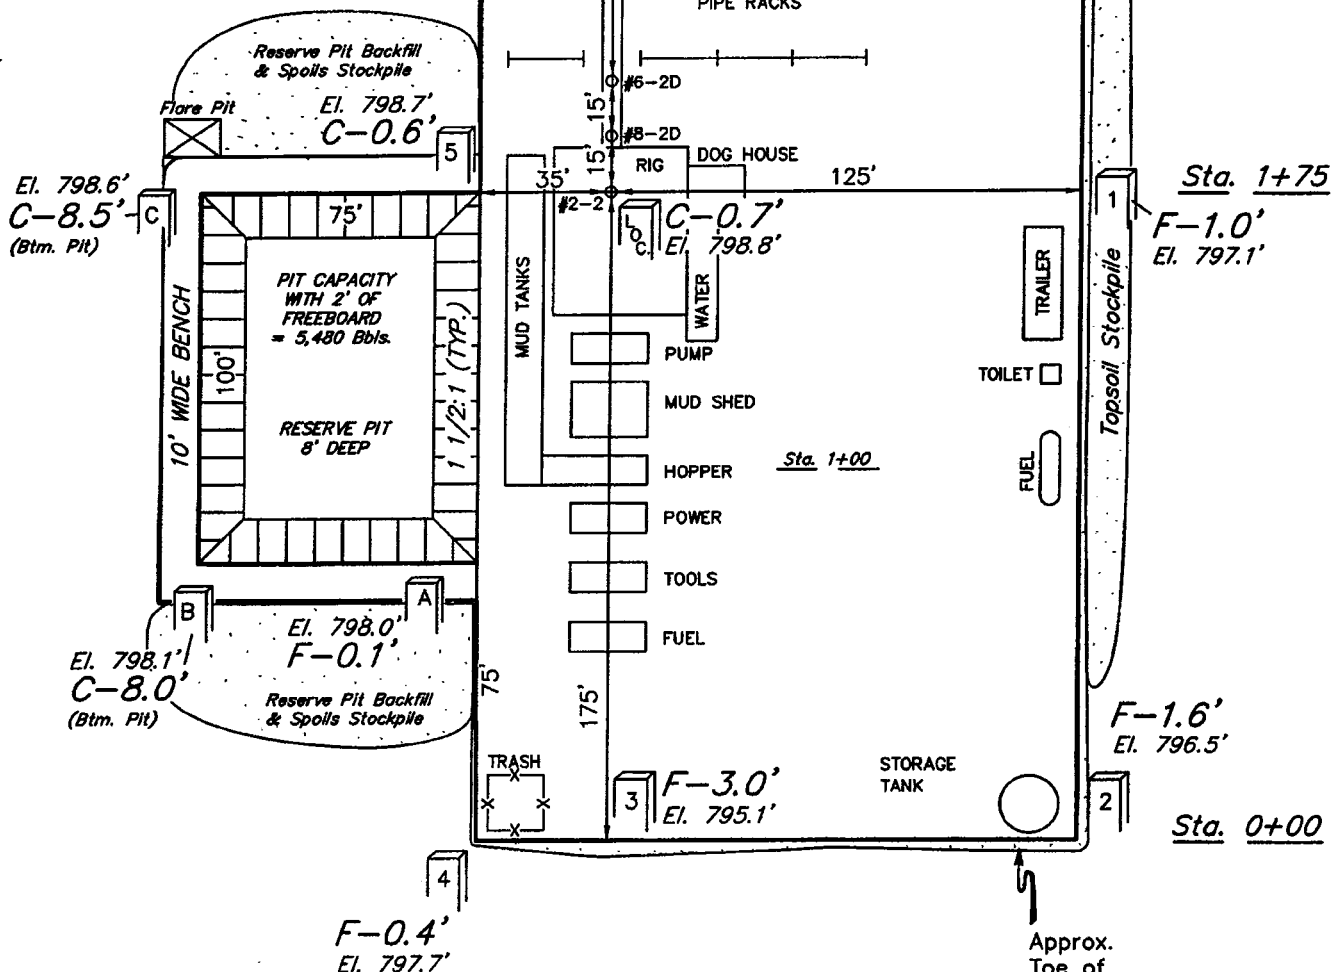 PIPE RACKS
Reserve Pit Backfill
& Spoils Stockpile
#6-2D
Flare Pit
El. 798.7'
C-0.6'
5
15'
#8-2D
15'
RIG
DOG HOUSE
El. 798.6'
C-8.5'
(Btm. Pit)
C
35'
125'
Sta. 1+75
75'
#2-2
LOC.
C-0.7'
El. 798.8'
1
F-1.0'
El. 797.1'
PIT CAPACITY
WITH 2' OF
FREEBOARD
= 5,480 Bbls.
MUD TANKS
WATER
TRAILER
Topsoil Stockpile
10' WIDE BENCH
100'
1 1/2:1 (TYP.)
PUMP
TOILET
MUD SHED
RESERVE PIT
8' DEEP
HOPPER
Sta. 1+00
FUEL
POWER
TOOLS
B
A
El. 798.0'
F-0.1'
FUEL
El. 798.1'
C-8.0'
(Btm. Pit)
Reserve Pit Backfill
& Spoils Stockpile
75'
175'
F-1.6'
El. 796.5'
TRASH
3
F-3.0'
El. 795.1'
STORAGE
TANK
2
Sta. 0+00
4
F-0.4'
El. 797.7'
Approx.
Toe of